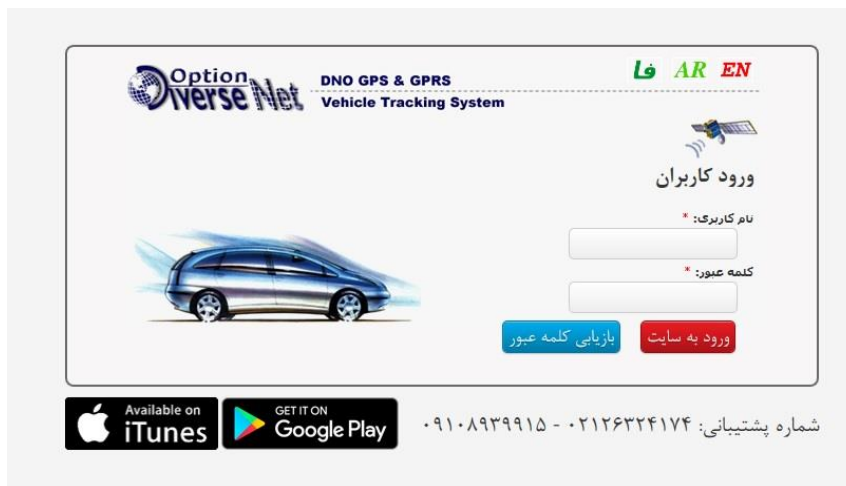 Option
Diverse Net
DNO GPS & GPRS
Vehicle Tracking System
فا AR EN
ورود کاربران
نام کاربری: *
کلمه عبور: *
ورود به سایت
بازیابی کلمه عبور
Available on
iTunes
GET IT ON
Google Play
شماره پشتیبانی: ۰۲۱۲۶۳۲۴۱۷۴ - ۰۹۱۰۸۹۳۹۹۱۵